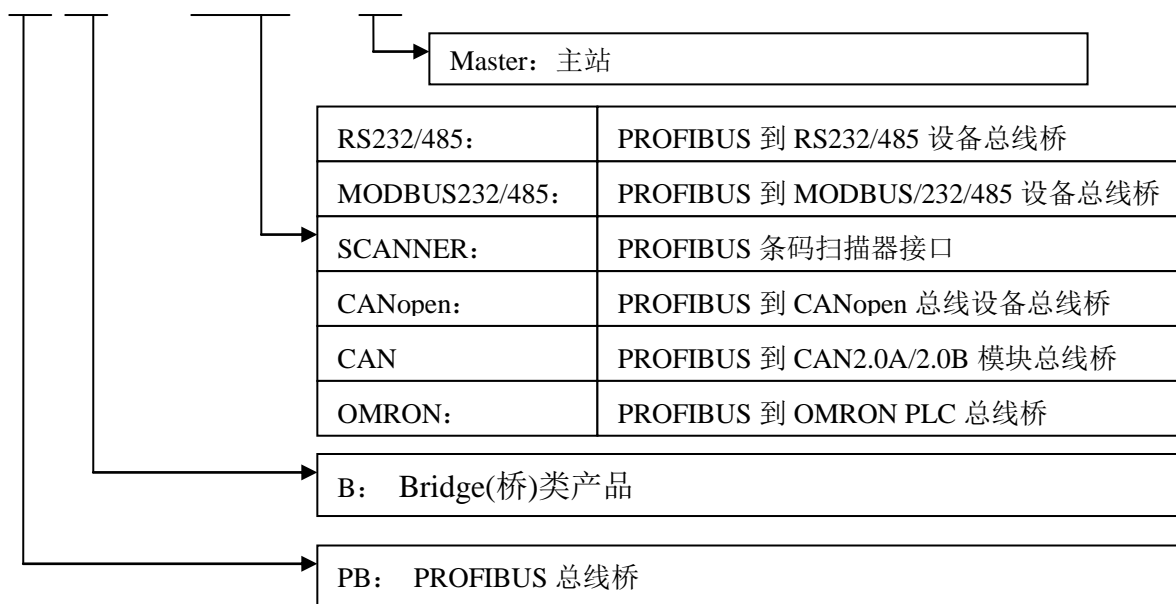 Master：主站
RS232/485： PROFIBUS 到 RS232/485 设备总线桥
MODBUS232/485： PROFIBUS 到 MODBUS/232/485 设备总线桥
SCANNER： PROFIBUS 条码扫描器接口
CANopen： PROFIBUS 到 CANopen 总线设备总线桥
CAN PROFIBUS 到 CAN2.0A/2.0B 模块总线桥
OMRON： PROFIBUS 到 OMRON PLC 总线桥
B： Bridge(桥)类产品
PB： PROFIBUS 总线桥